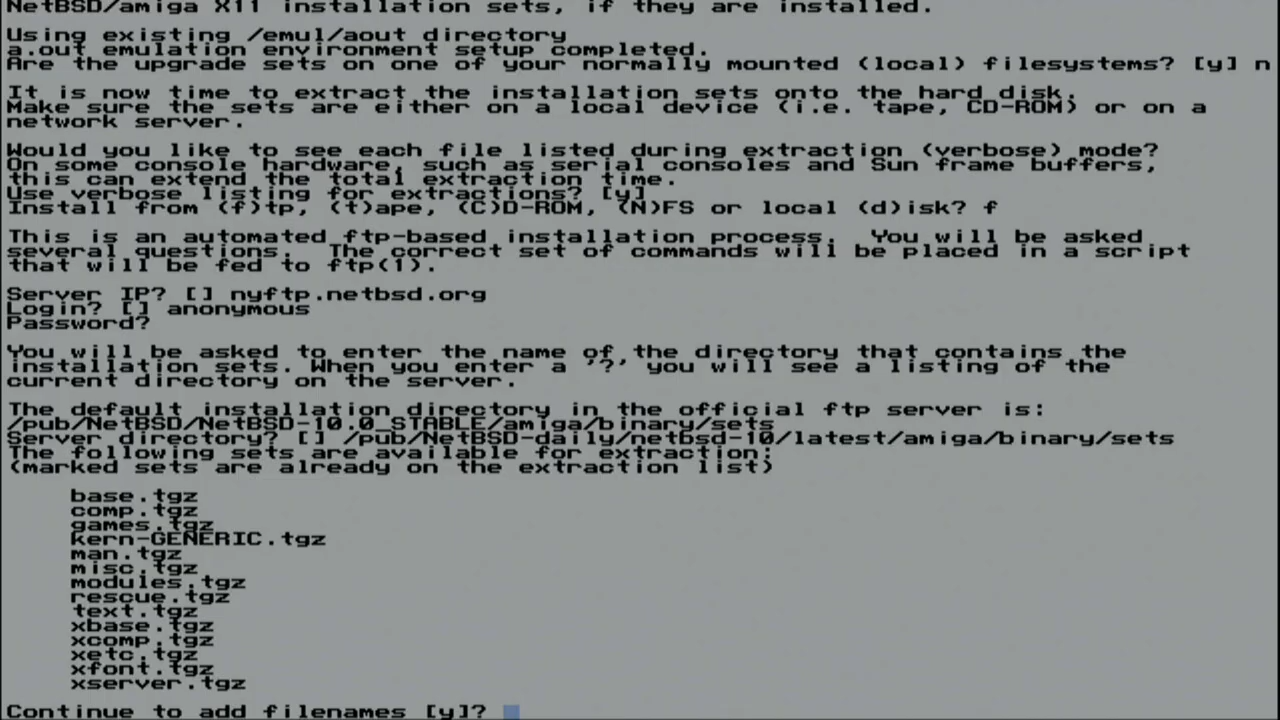 NetBSD/amiga X11 installation sets, if they are installed.
Using existing /emul/aout directory
a.out emulation environment setup completed.
Are the upgrade sets on one of your normally mounted (local) filesystems? [y] n
It is now time to extract the installation sets onto the hard disk.
Make sure the sets are either on a local device (i.e. tape, CD-ROM) or on a
network server.
Would you like to see each file listed during extraction (verbose) mode?
On some console hardware, such as serial consoles and Sun frame buffers,
this can extend the total extraction time.
Use verbose listing for extractions? [y]
Install from (f)tp, (t)ape, (C)D-ROM, (N)FS or local (d)isk? f
This is an automated ftp-based installation process.  You will be asked
several questions.  The correct set of commands will be placed in a script
that will be fed to ftp(1).
Server IP? [] nyftp.netbsd.org
Login? [] anonymous
Password?
You will be asked to enter the name of the directory that contains the
installation sets. When you enter a '?' you will see a listing of the
current directory on the server.
The default installation directory in the official ftp server is:
/pub/NetBSD/NetBSD-10.0_STABLE/amiga/binary/sets
Server directory? [] /pub/NetBSD-daily/netbsd-10/latest/amiga/binary/sets
The following sets are available for extraction:
(marked sets are already on the extraction list)
base.tgz
comp.tgz
games.tgz
kern-GENERIC.tgz
man.tgz
misc.tgz
modules.tgz
rescue.tgz
text.tgz
xbase.tgz
xcomp.tgz
xetc.tgz
xfont.tgz
xserver.tgz
Continue to add filenames [y]?